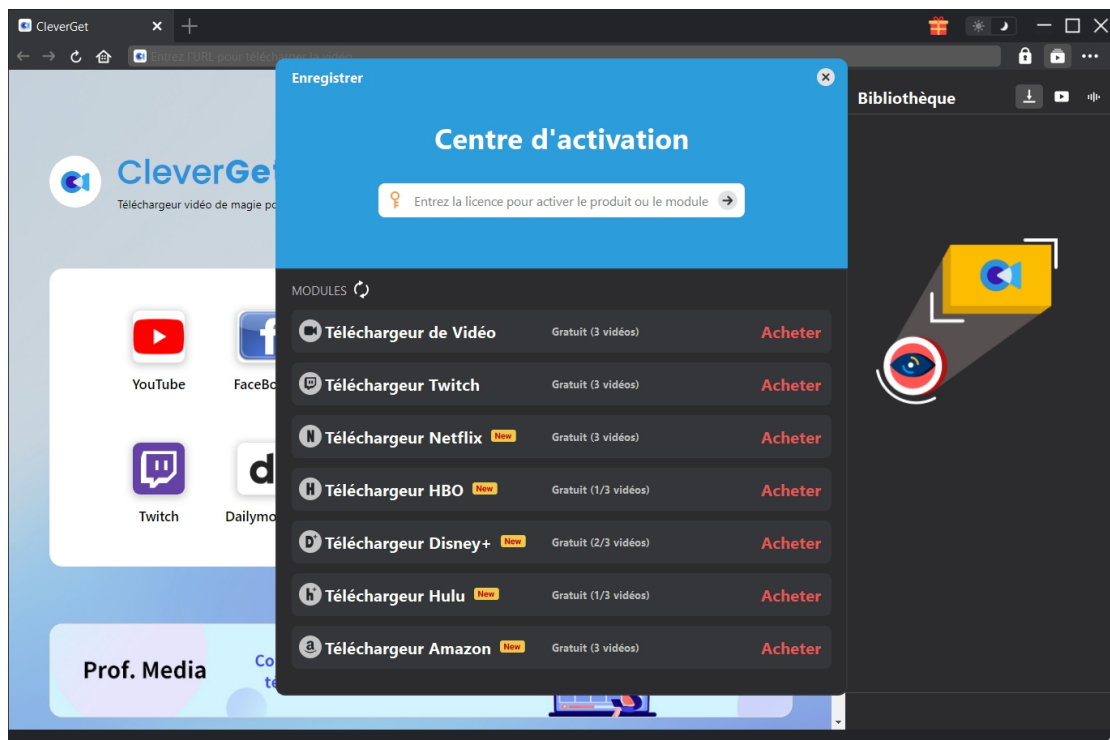 CleverGet
Entrez l'URL pour télécharger la vidéo
Enregistrer
Bibliothèque
Centre d'activation
CleverGe
Téléchargeur vidéo de magie po
Entrez la licence pour activer le produit ou le module
MODULES
Téléchargeur de Vidéo Gratuit (3 vidéos) Acheter
Téléchargeur Twitch Gratuit (3 vidéos) Acheter
YouTube
FaceBo
Téléchargeur Netflix New Gratuit (3 vidéos) Acheter
Téléchargeur HBO New Gratuit (1/3 vidéos) Acheter
Twitch
Dailymo
Téléchargeur Disney+ New Gratuit (2/3 vidéos) Acheter
Téléchargeur Hulu New Gratuit (1/3 vidéos) Acheter
Téléchargeur Amazon New Gratuit (3 vidéos) Acheter
Prof. Media
Co
té